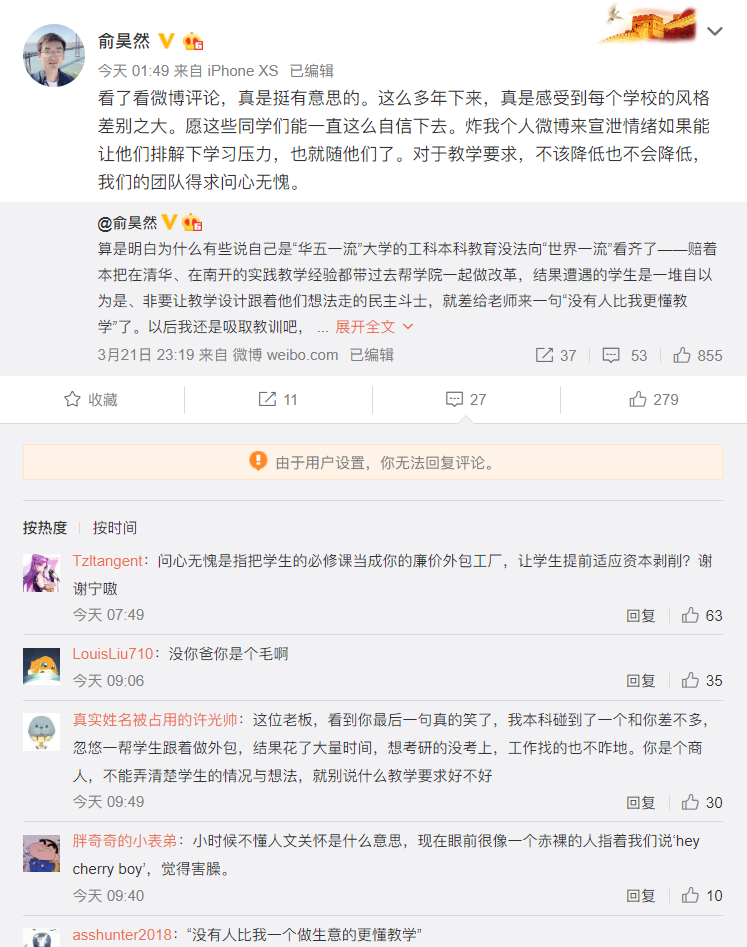 俞昊然
今天 01:49 来自 iPhone XS 已编辑
看了看微博评论，真是挺有意思的。这么多年下来，真是感受到每个学校的风格
差别之大。愿这些同学们能一直这么自信下去。炸我个人微博来宣泄情绪如果能
让他们排解下学习压力，也就随他们了。对于教学要求，不该降低也不会降低，
我们的团队得求问心无愧。
@俞昊然
算是明白为什么有些说自己是“华五一流”大学的工科本科教育没法向“世界一流”看齐了——赔着
本把在清华、在南开的实践教学经验都带过去帮学院一起做改革，结果遭遇的学生是一堆自以
为是、非要让教学设计跟着他们想法走的民主斗士，就差给老师来一句“没有人比我更懂教
学”了。以后我还是吸取教训吧， ... 展开全文
3月21日 23:19 来自 微博 weibo.com 已编辑 37 53 855
收藏 11 27 279
由于用户设置，你无法回复评论。
按热度 按时间
Tzltangent：问心无愧是指把学生的必修课当成你的廉价外包工厂，让学生提前适应资本剥削？谢
谢宁嗷
今天 07:49 回复 63
LouisLiu710：没你爸你是个毛啊
今天 09:06 回复 35
真实姓名被占用的许光帅：这位老板，看到你最后一句真的笑了，我本科碰到了一个和你差不多，
忽悠一帮学生跟着做外包，结果花了大量时间，想考研的没考上，工作找的也不咋地。你是个商
人，不能弄清楚学生的情况与想法，就别说什么教学要求好不好
今天 09:49 回复 30
胖奇奇的小表弟：小时候不懂人文关怀是什么意思，现在眼前很像一个赤裸的人指着我们说‘hey
cherry boy’，觉得害臊。
今天 09:40 回复 10
asshunter2018：“没有人比我一个做生意的更懂教学”